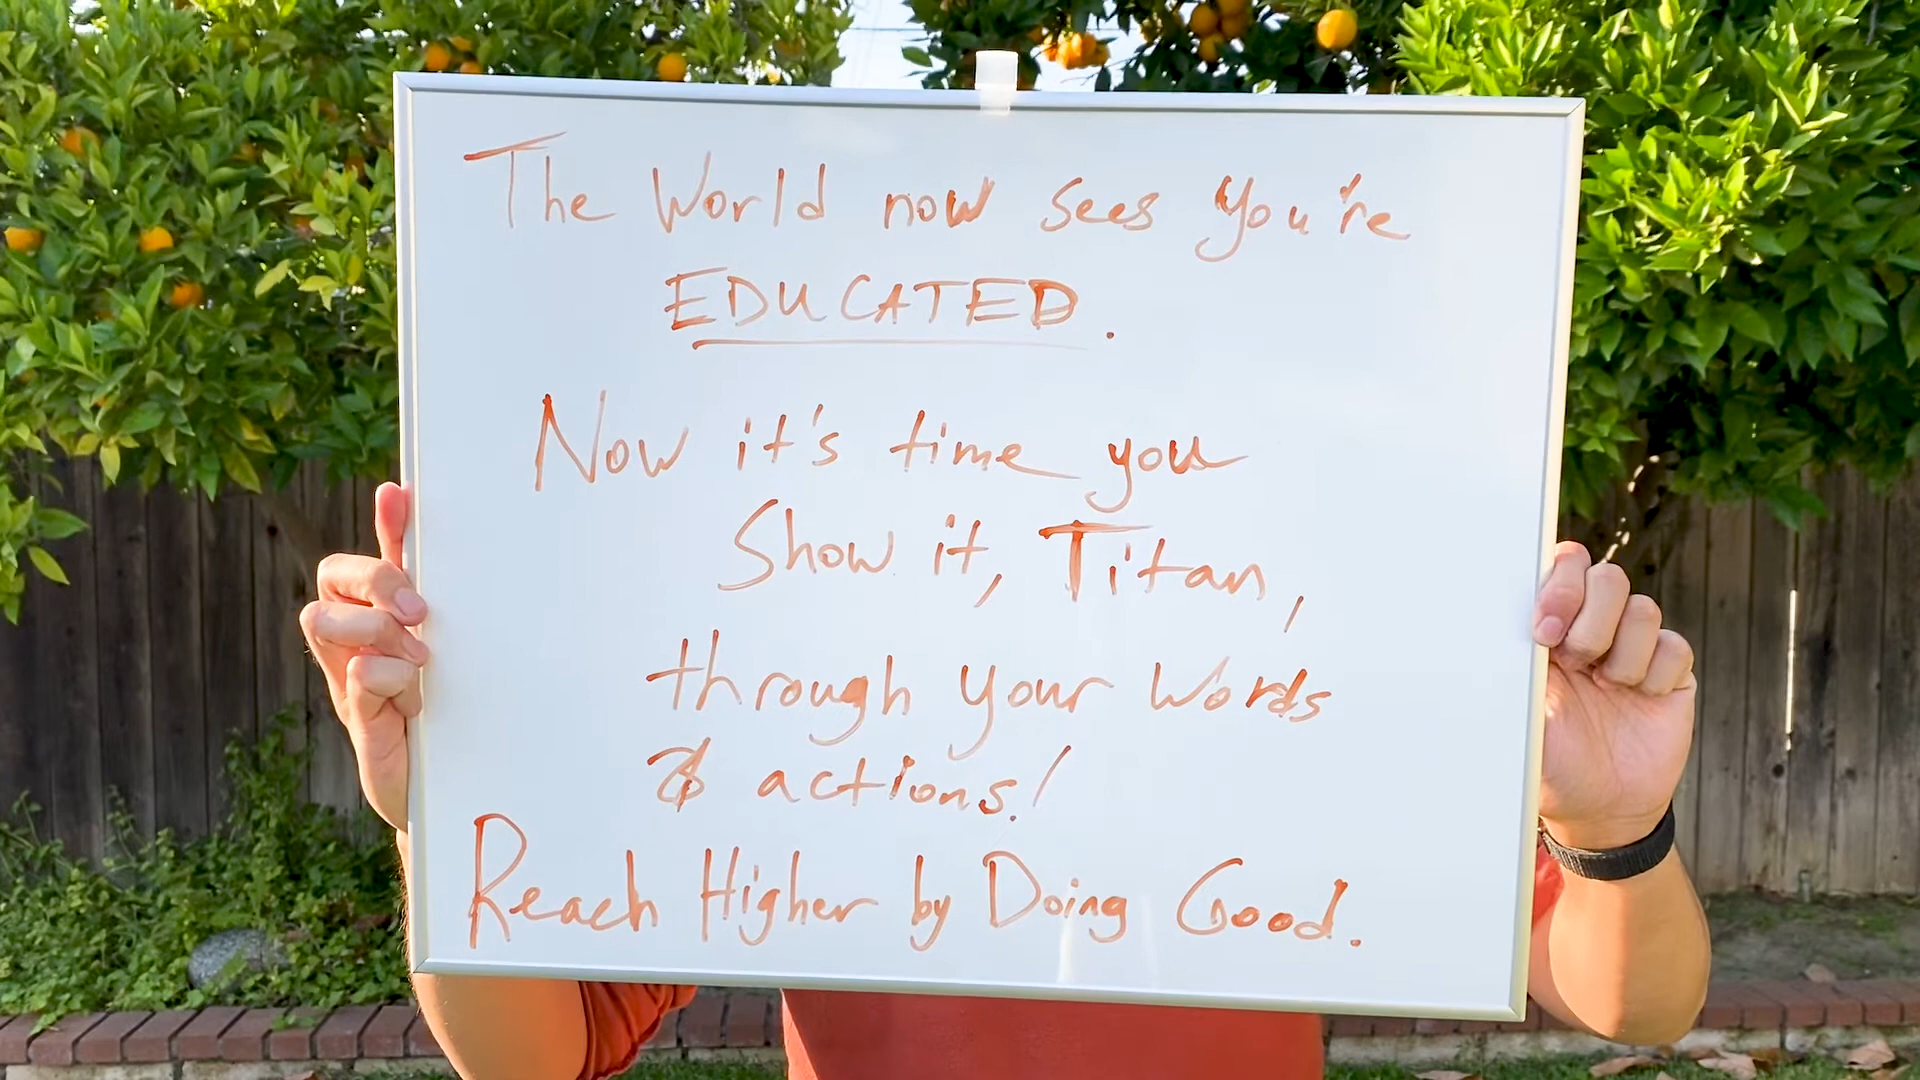 The World now sees you're
EDUCATED.
Now it's time you
Show it, Titan,
through your words
& actions!
Reach Higher by Doing Good.